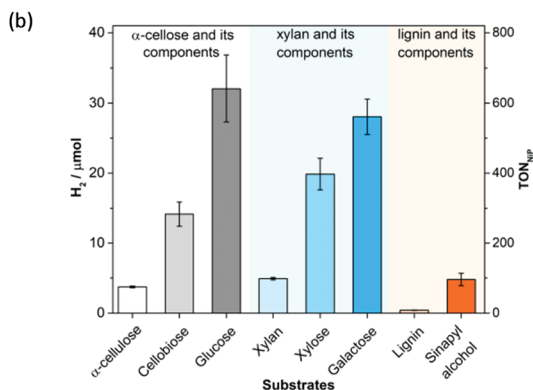 (b)
α-cellose and its
components
xylan and its
components
lignin and its
components
40
30
20
10
0
H₂ / μmol
800
600
400
200
0
TON_NiP
α-cellulose
Cellobiose
Glucose
Xylan
Xylose
Galactose
Lignin
Sinapyl
alcohol
Substrates